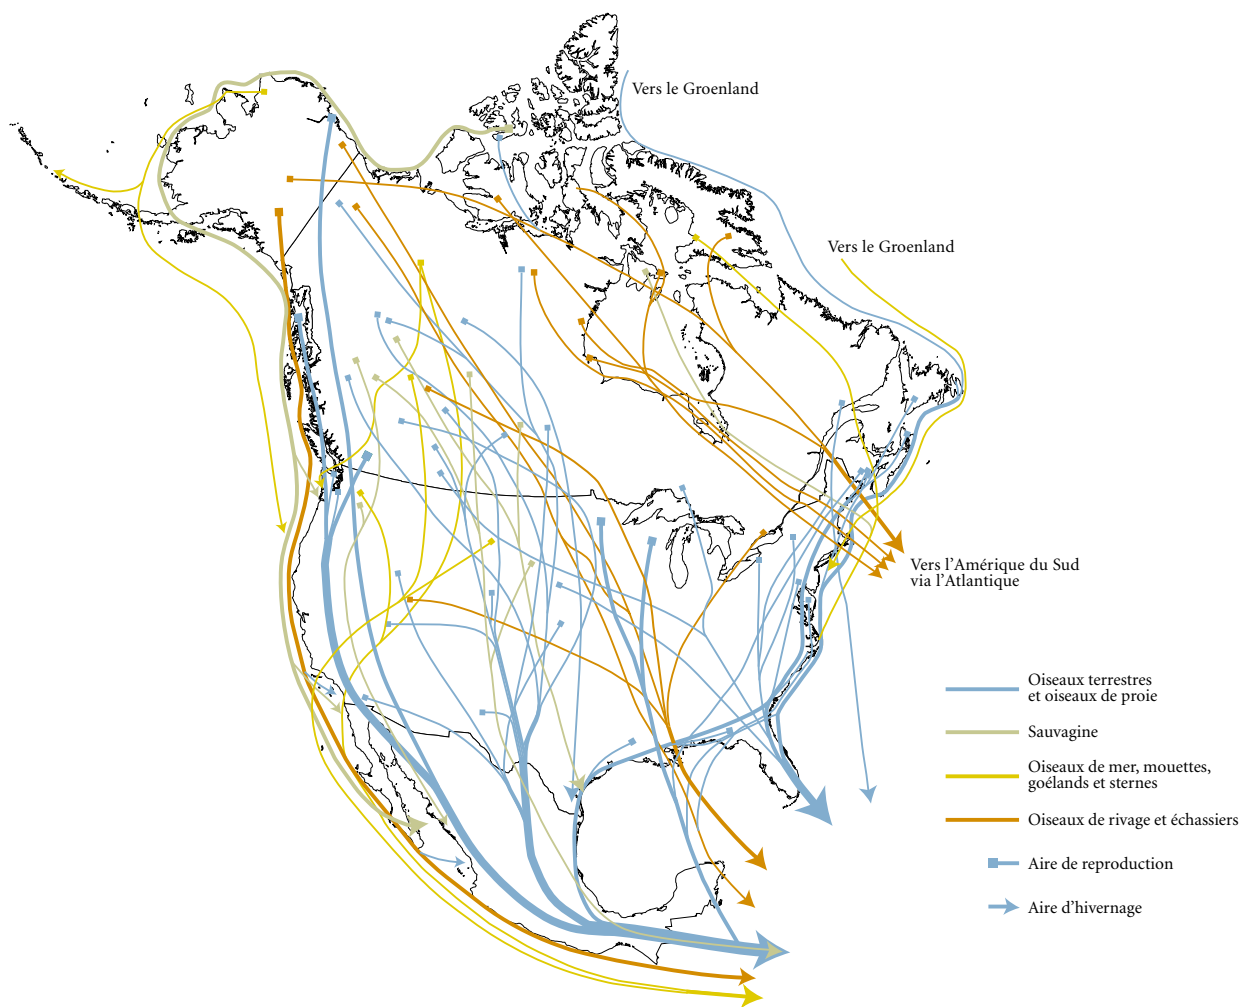 Vers le Groenland
Vers le Groenland
Vers l’Amérique du Sud
via l’Atlantique
Oiseaux terrestres
et oiseaux de proie
Sauvagine
Oiseaux de mer, mouettes,
goélands et sternes
Oiseaux de rivage et échassiers
Aire de reproduction
Aire d’hivernage